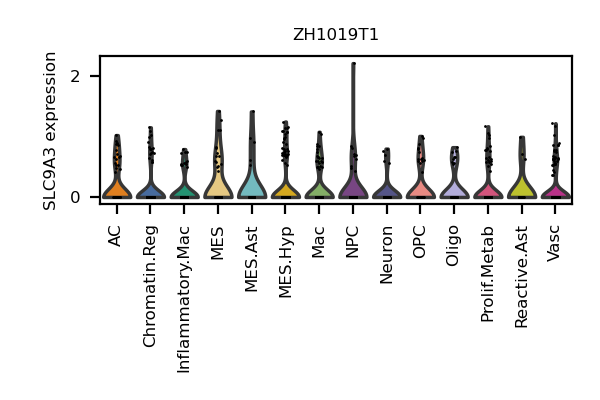 ZH1019T1
SLC9A3 expression
2
0
AC
Chromatin.Reg
Inflammatory.Mac
MES
MES.Ast
MES.Hyp
Mac
NPC
Neuron
OPC
Oligo
Prolif.Metab
Reactive.Ast
Vasc